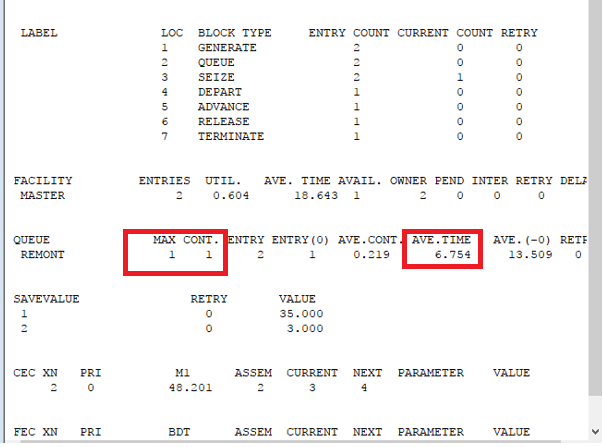 LABEL LOC BLOCK TYPE ENTRY COUNT CURRENT COUNT RETRY
1 GENERATE 2 0 0
2 QUEUE 2 0 0
3 SEIZE 2 1 0
4 DEPART 1 0 0
5 ADVANCE 1 0 0
6 RELEASE 1 0 0
7 TERMINATE 1 0 0
FACILITY ENTRIES UTIL. AVE. TIME AVAIL. OWNER PEND INTER RETRY DELA
MASTER 2 0.604 18.643 1 2 0 0 0
QUEUE MAX CONT. ENTRY ENTRY(0) AVE.CONT. AVE.TIME AVE.(-0) RETR
REMONT 1 1 2 1 0.219 6.754 13.509 0
SAVEVALUE RETRY VALUE
1 0 35.000
2 0 3.000
CEC XN PRI M1 ASSEM CURRENT NEXT PARAMETER VALUE
2 0 48.201 2 3 4
FEC XN PRI BDT ASSEM CURRENT NEXT PARAMETER VALUE